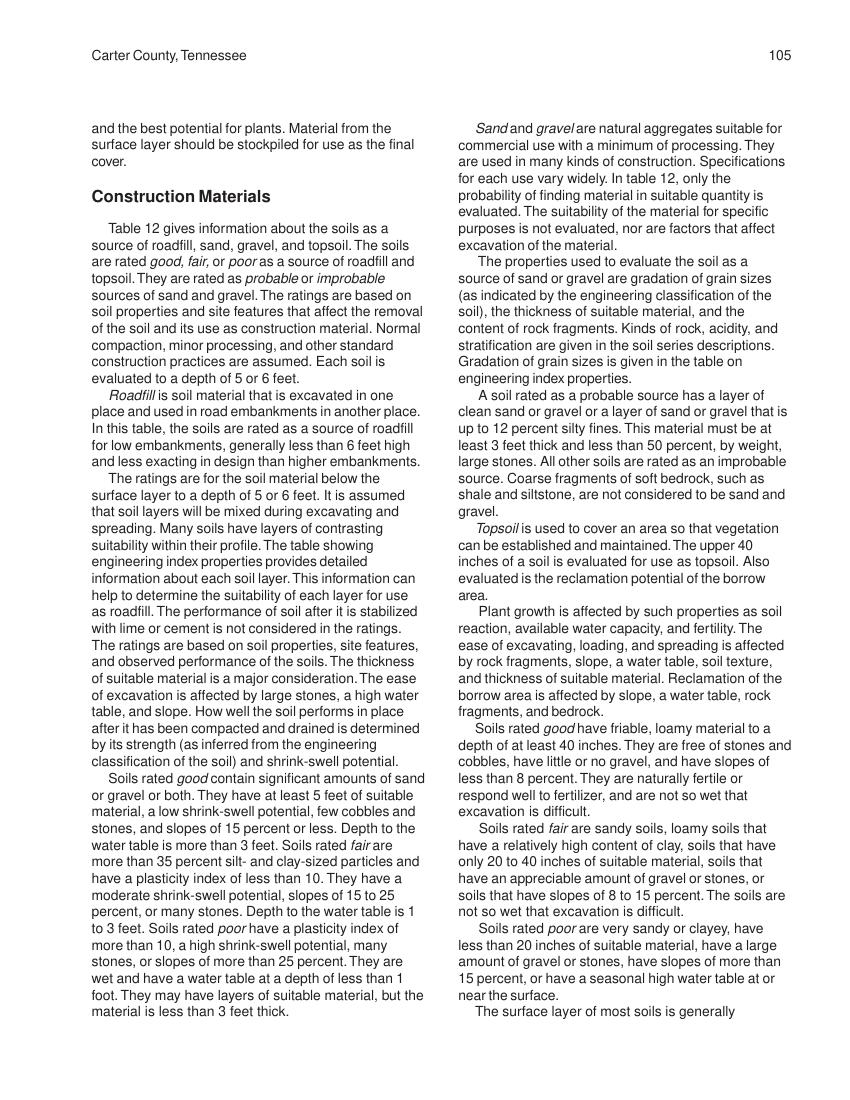 Carter County, Tennessee
105
and the best potential for plants. Material from the
surface layer should be stockpiled for use as the final
cover.
Construction Materials
Table 12 gives information about the soils as a
source of roadfill, sand, gravel, and topsoil. The soils
are rated good, fair, or poor as a source of roadfill and
topsoil. They are rated as probable or improbable
sources of sand and gravel. The ratings are based on
soil properties and site features that affect the removal
of the soil and its use as construction material. Normal
compaction, minor processing, and other standard
construction practices are assumed. Each soil is
evaluated to a depth of 5 or 6 feet.
Roadfill is soil material that is excavated in one
place and used in road embankments in another place.
In this table, the soils are rated as a source of roadfill
for low embankments, generally less than 6 feet high
and less exacting in design than higher embankments.
The ratings are for the soil material below the
surface layer to a depth of 5 or 6 feet. It is assumed
that soil layers will be mixed during excavating and
spreading. Many soils have layers of contrasting
suitability within their profile. The table showing
engineering index properties provides detailed
information about each soil layer. This information can
help to determine the suitability of each layer for use
as roadfill. The performance of soil after it is stabilized
with lime or cement is not considered in the ratings.
The ratings are based on soil properties, site features,
and observed performance of the soils. The thickness
of suitable material is a major consideration. The ease
of excavation is affected by large stones, a high water
table, and slope. How well the soil performs in place
after it has been compacted and drained is determined
by its strength (as inferred from the engineering
classification of the soil) and shrink-swell potential.
Soils rated good contain significant amounts of sand
or gravel or both. They have at least 5 feet of suitable
material, a low shrink-swell potential, few cobbles and
stones, and slopes of 15 percent or less. Depth to the
water table is more than 3 feet. Soils rated fair are
more than 35 percent silt- and clay-sized particles and
have a plasticity index of less than 10. They have a
moderate shrink-swell potential, slopes of 15 to 25
percent, or many stones. Depth to the water table is 1
to 3 feet. Soils rated poor have a plasticity index of
more than 10, a high shrink-swell potential, many
stones, or slopes of more than 25 percent. They are
wet and have a water table at a depth of less than 1
foot. They may have layers of suitable material, but the
material is less than 3 feet thick.
Sand and gravel are natural aggregates suitable for
commercial use with a minimum of processing. They
are used in many kinds of construction. Specifications
for each use vary widely. In table 12, only the
probability of finding material in suitable quantity is
evaluated. The suitability of the material for specific
purposes is not evaluated, nor are factors that affect
excavation of the material.
The properties used to evaluate the soil as a
source of sand or gravel are gradation of grain sizes
(as indicated by the engineering classification of the
soil), the thickness of suitable material, and the
content of rock fragments. Kinds of rock, acidity, and
stratification are given in the soil series descriptions.
Gradation of grain sizes is given in the table on
engineering index properties.
A soil rated as a probable source has a layer of
clean sand or gravel or a layer of sand or gravel that is
up to 12 percent silty fines. This material must be at
least 3 feet thick and less than 50 percent, by weight,
large stones. All other soils are rated as an improbable
source. Coarse fragments of soft bedrock, such as
shale and siltstone, are not considered to be sand and
gravel.
Topsoil is used to cover an area so that vegetation
can be established and maintained. The upper 40
inches of a soil is evaluated for use as topsoil. Also
evaluated is the reclamation potential of the borrow
area.
Plant growth is affected by such properties as soil
reaction, available water capacity, and fertility. The
ease of excavating, loading, and spreading is affected
by rock fragments, slope, a water table, soil texture,
and thickness of suitable material. Reclamation of the
borrow area is affected by slope, a water table, rock
fragments, and bedrock.
Soils rated good have friable, loamy material to a
depth of at least 40 inches. They are free of stones and
cobbles, have little or no gravel, and have slopes of
less than 8 percent. They are naturally fertile or
respond well to fertilizer, and are not so wet that
excavation is difficult.
Soils rated fair are sandy soils, loamy soils that
have a relatively high content of clay, soils that have
only 20 to 40 inches of suitable material, soils that
have an appreciable amount of gravel or stones, or
soils that have slopes of 8 to 15 percent. The soils are
not so wet that excavation is difficult.
Soils rated poor are very sandy or clayey, have
less than 20 inches of suitable material, have a large
amount of gravel or stones, have slopes of more than
15 percent, or have a seasonal high water table at or
near the surface.
The surface layer of most soils is generally